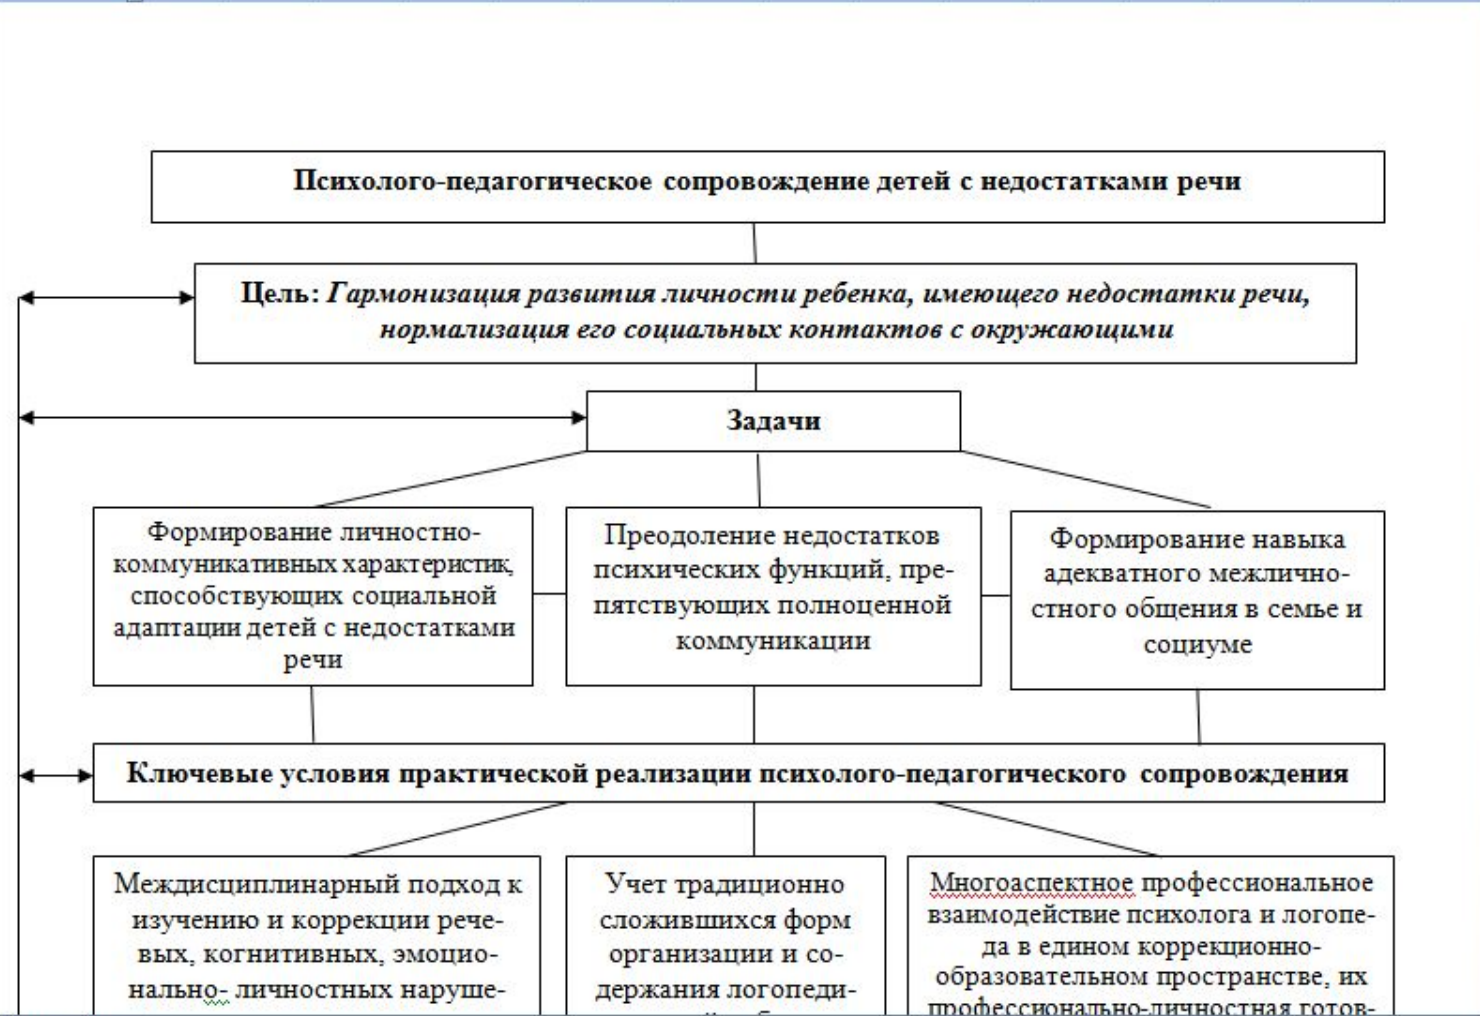 Психолого-педагогическое сопровождение детей с недостатками речи
Цель: Гармонизация развития личности ребенка, имеющего недостатки речи,
нормализация его социальных контактов с окружающими
Задачи
Формирование личностно-
коммуникативных характеристик,
способствующих социальной
адаптации детей с недостатками
речи
Преодоление недостатков
психических функций, пре-
пятствующих полноценной
коммуникации
Формирование навыка
адекватного межлично-
стного общения в семье и
социуме
Ключевые условия практической реализации психолого-педагогического сопровождения
Междисциплинарный подход к
изучению и коррекции рече-
вых, когнитивных, эмоцио-
нально- личностных наруше-
Учет традиционно
сложившихся форм
организации и со-
держания логопеди-
Многоаспектное профессиональное
взаимодействие психолога и логопе-
да в едином коррекционно-
образовательном пространстве, их
профессионально-личностная готов-